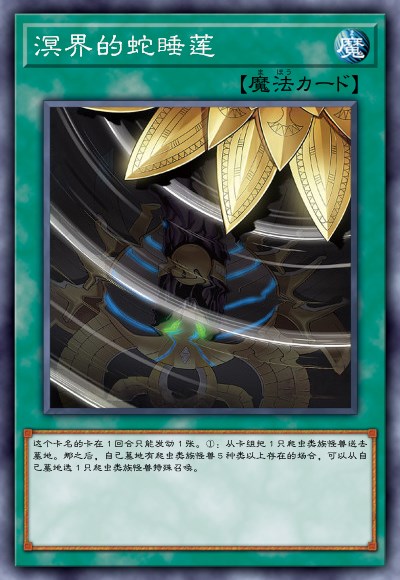 溟界的蛇睡莲
魔
【魔法カード】
まほう
这个卡名的卡在1回合只能发动1张。①：从卡组把1只爬虫类族怪兽送去
墓地。那之后，自己墓地有爬虫类族怪兽5种类以上存在的场合，可以从自
己墓地选1只爬虫类族怪兽特殊召唤。